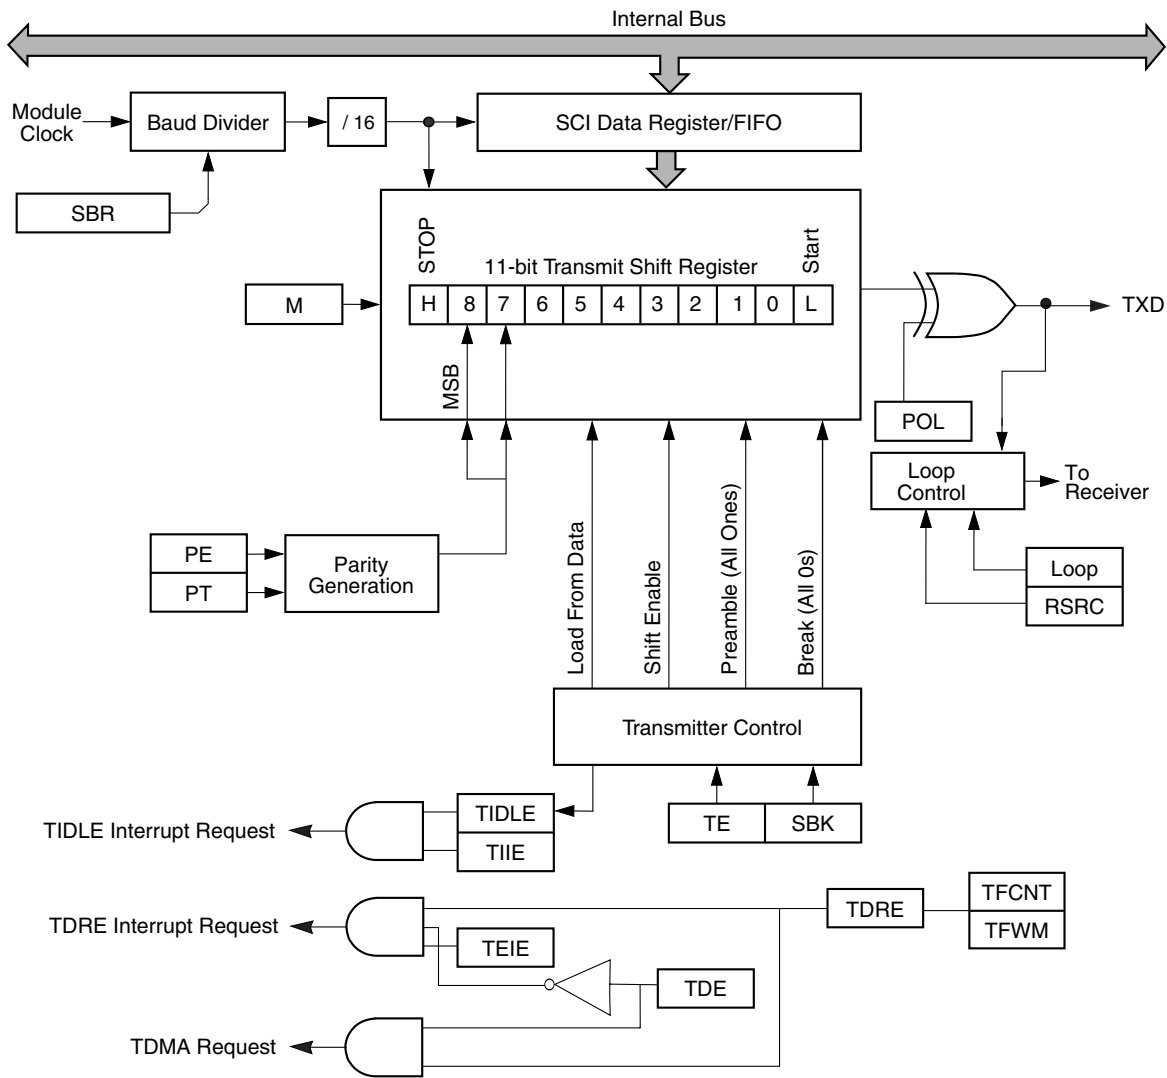 Internal Bus
Module
Clock
Baud Divider
/ 16
SCI Data Register/FIFO
SBR
STOP
11-bit Transmit Shift Register
Start
M
H 8 7 6 5 4 3 2 1 0 L
TXD
MSB
POL
Loop
Control
To
Receiver
PE
PT
Parity
Generation
Load From Data
Shift Enable
Preamble (All Ones)
Break (All 0s)
Loop
RSRC
Transmitter Control
TIDLE Interrupt Request
TIDLE
TIIE
TE
SBK
TDRE Interrupt Request
TEIE
TDRE
TFCNT
TFWM
TDE
TDMA Request